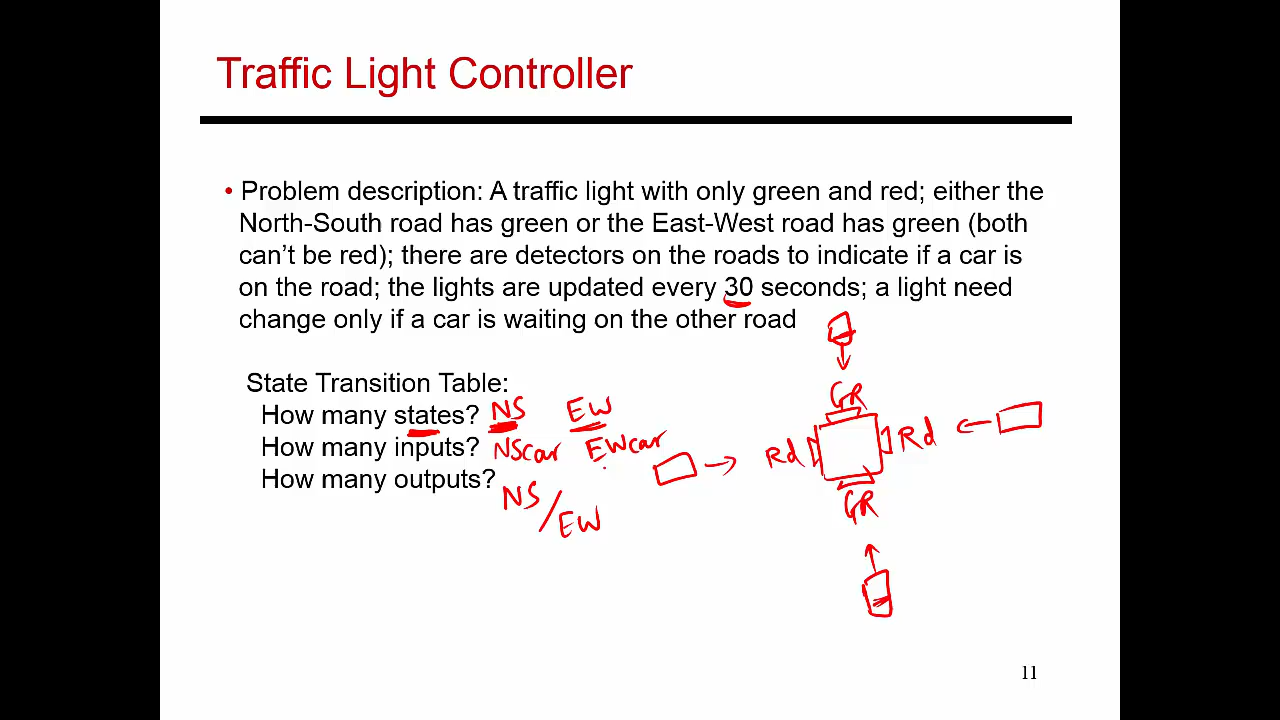 Traffic Light Controller
• Problem description: A traffic light with only green and red; either the
North-South road has green or the East-West road has green (both
can't be red); there are detectors on the roads to indicate if a car is
on the road; the lights are updated every 30 seconds; a light need
change only if a car is waiting on the other road
State Transition Table:
How many states? NS EW
How many inputs? NScar EWcar
How many outputs?
NS/EW
GR
Rd Rd
GR
11